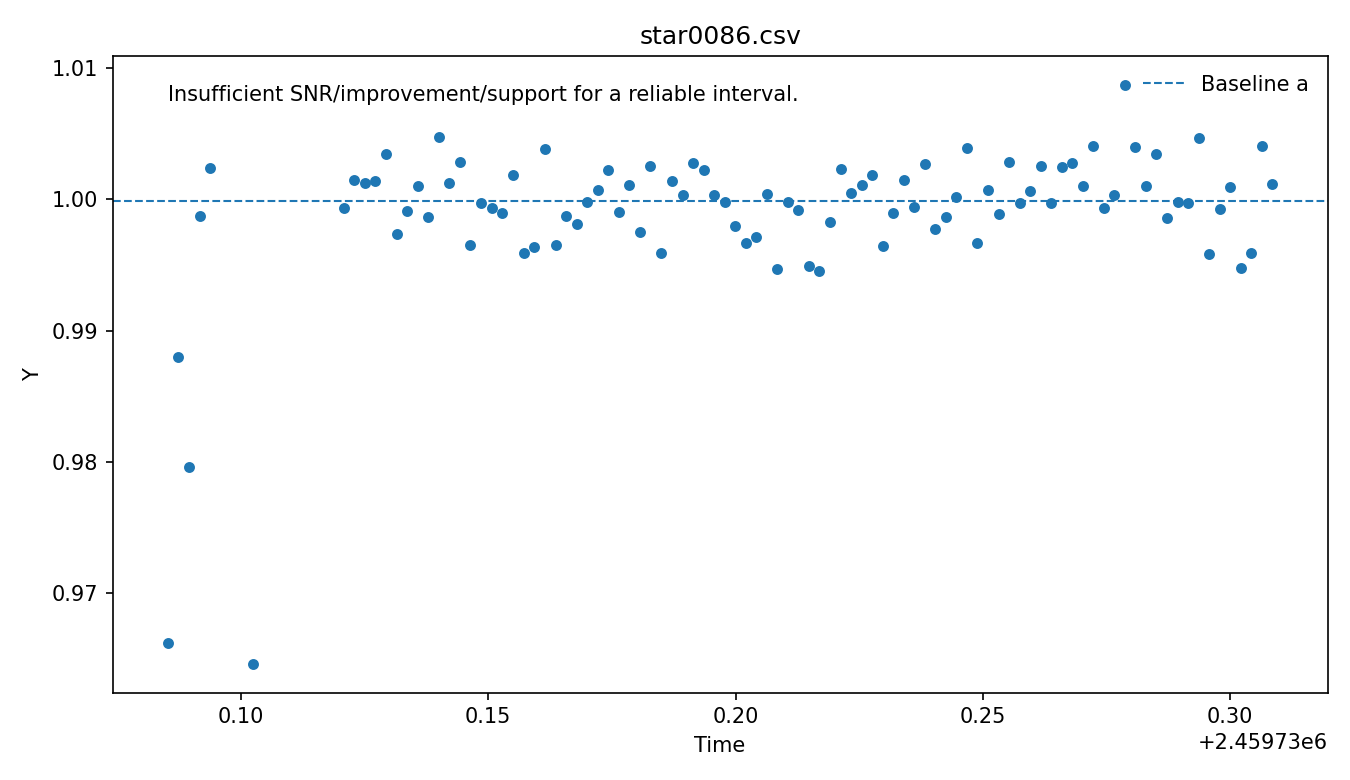 star0086.csv
Insufficient SNR/improvement/support for a reliable interval.
Baseline a
1.01
1.00
0.99
0.98
0.97
Y
0.10
0.15
0.20
0.25
0.30
Time
+2.45973e6